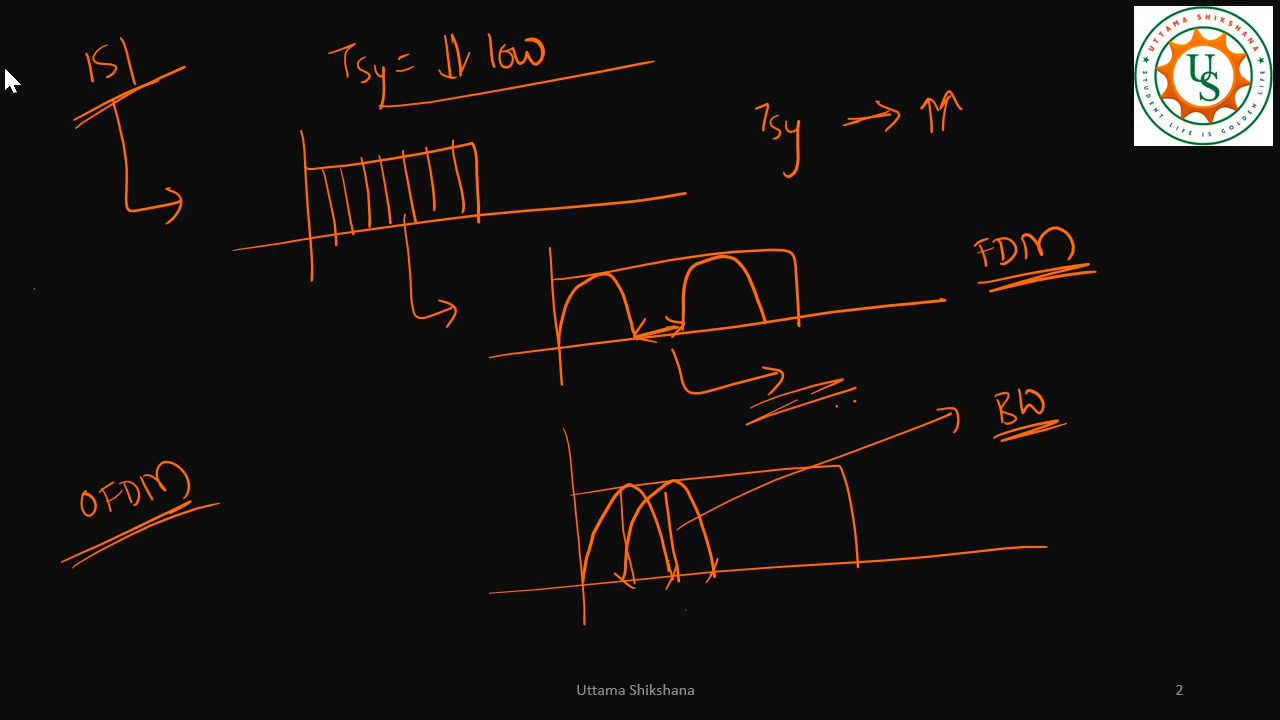 ISI
Tsy = ↓↓ low
Tsy → ↑↑
FDM
BW
OFDM
UTTAMA SHIKSHANA
US
STUDENT LIFE IS GOLDEN LIFE
Uttama Shikshana
2